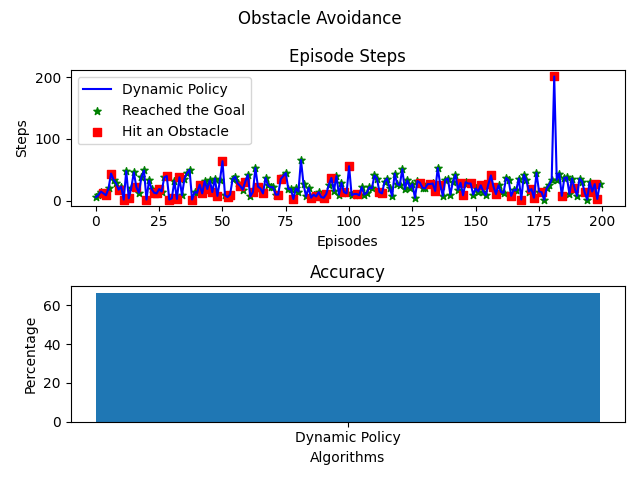 Obstacle Avoidance
Episode Steps
Dynamic Policy
Reached the Goal
Hit an Obstacle
200
100
0
Steps
0 25 50 75 100 125 150 175 200
Episodes
Accuracy
60
40
20
0
Percentage
Dynamic Policy
Algorithms